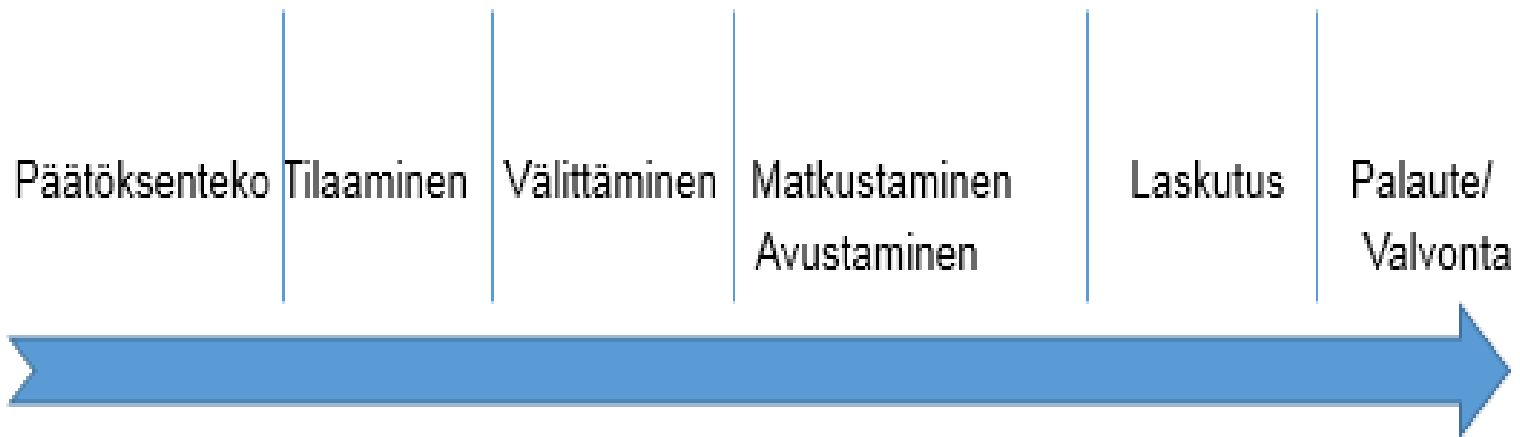 Päätöksenteko Tilaaminen Välittäminen Matkustaminen Laskutus Palaute/
Avustaminen Valvonta